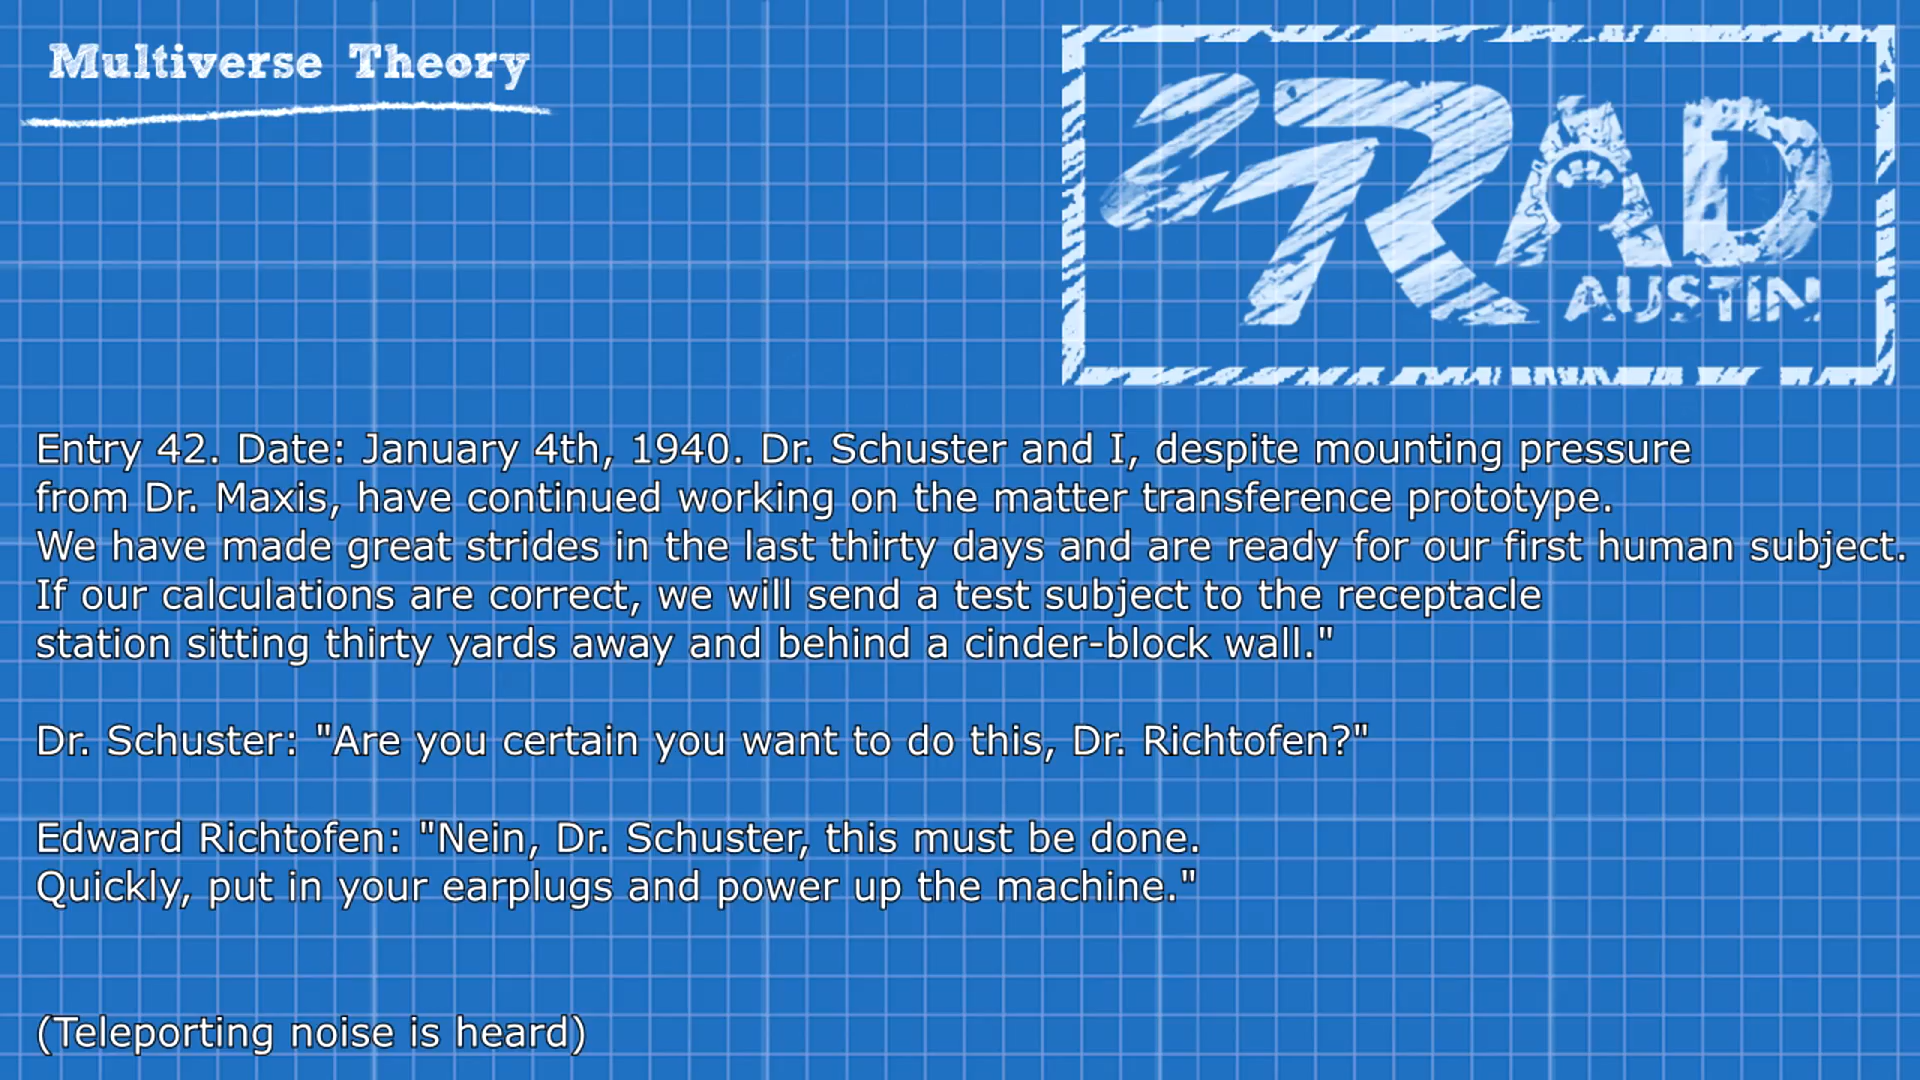 Multiverse Theory
2RAD
AUSTIN
Entry 42. Date: January 4th, 1940. Dr. Schuster and I, despite mounting pressure
from Dr. Maxis, have continued working on the matter transference prototype.
We have made great strides in the last thirty days and are ready for our first human subject.
If our calculations are correct, we will send a test subject to the receptacle
station sitting thirty yards away and behind a cinder-block wall."
Dr. Schuster: "Are you certain you want to do this, Dr. Richtofen?"
Edward Richtofen: "Nein, Dr. Schuster, this must be done.
Quickly, put in your earplugs and power up the machine."
(Teleporting noise is heard)